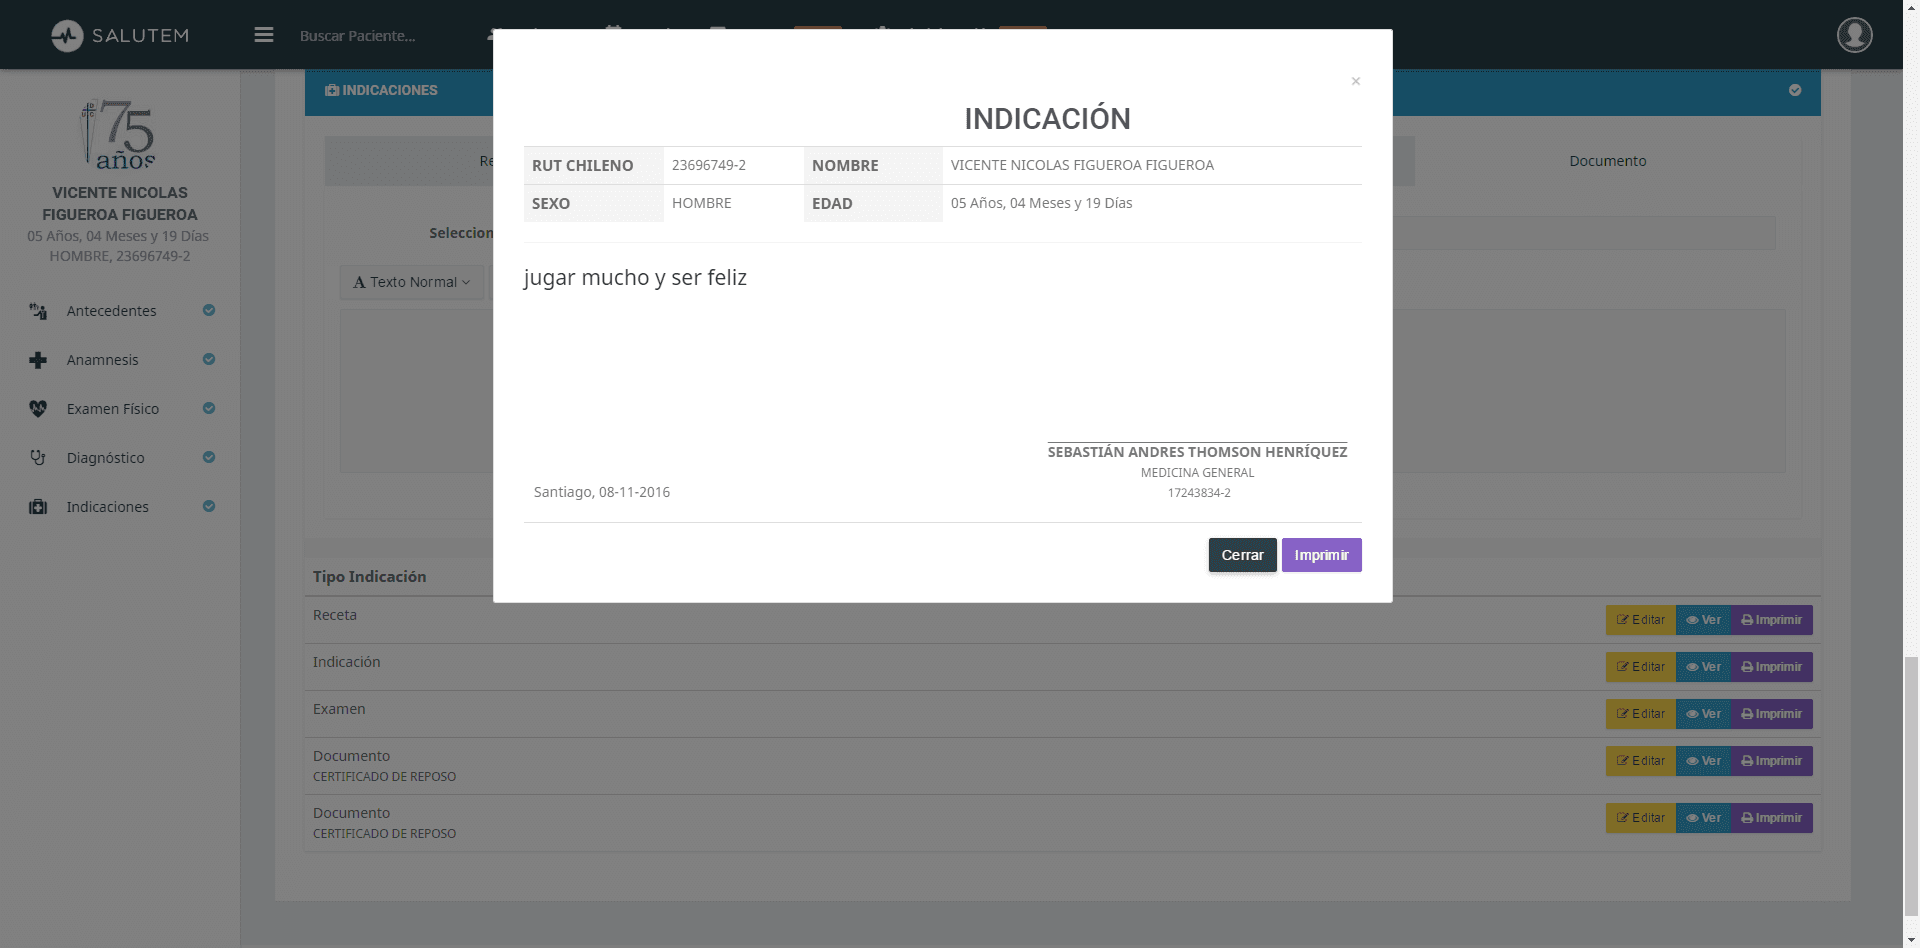 SALUTEM
Buscar Paciente...
75
años
VICENTE NICOLAS
FIGUEROA FIGUEROA
05 Años, 04 Meses y 19 Días
HOMBRE, 23696749-2
Antecedentes
Anamnesis
Examen Físico
Diagnóstico
Indicaciones
INDICACIONES
Re
Documento
Seleccion
A Texto Normal
×
INDICACIÓN
RUT CHILENO 23696749-2 NOMBRE VICENTE NICOLAS FIGUEROA FIGUEROA
SEXO HOMBRE EDAD 05 Años, 04 Meses y 19 Días
jugar mucho y ser feliz
SEBASTIÁN ANDRES THOMSON HENRÍQUEZ
MEDICINA GENERAL
17243834-2
Santiago, 08-11-2016
Cerrar Imprimir
Tipo Indicación
Receta Editar Ver Imprimir
Indicación Editar Ver Imprimir
Examen Editar Ver Imprimir
Documento Editar Ver Imprimir
CERTIFICADO DE REPOSO
Documento Editar Ver Imprimir
CERTIFICADO DE REPOSO